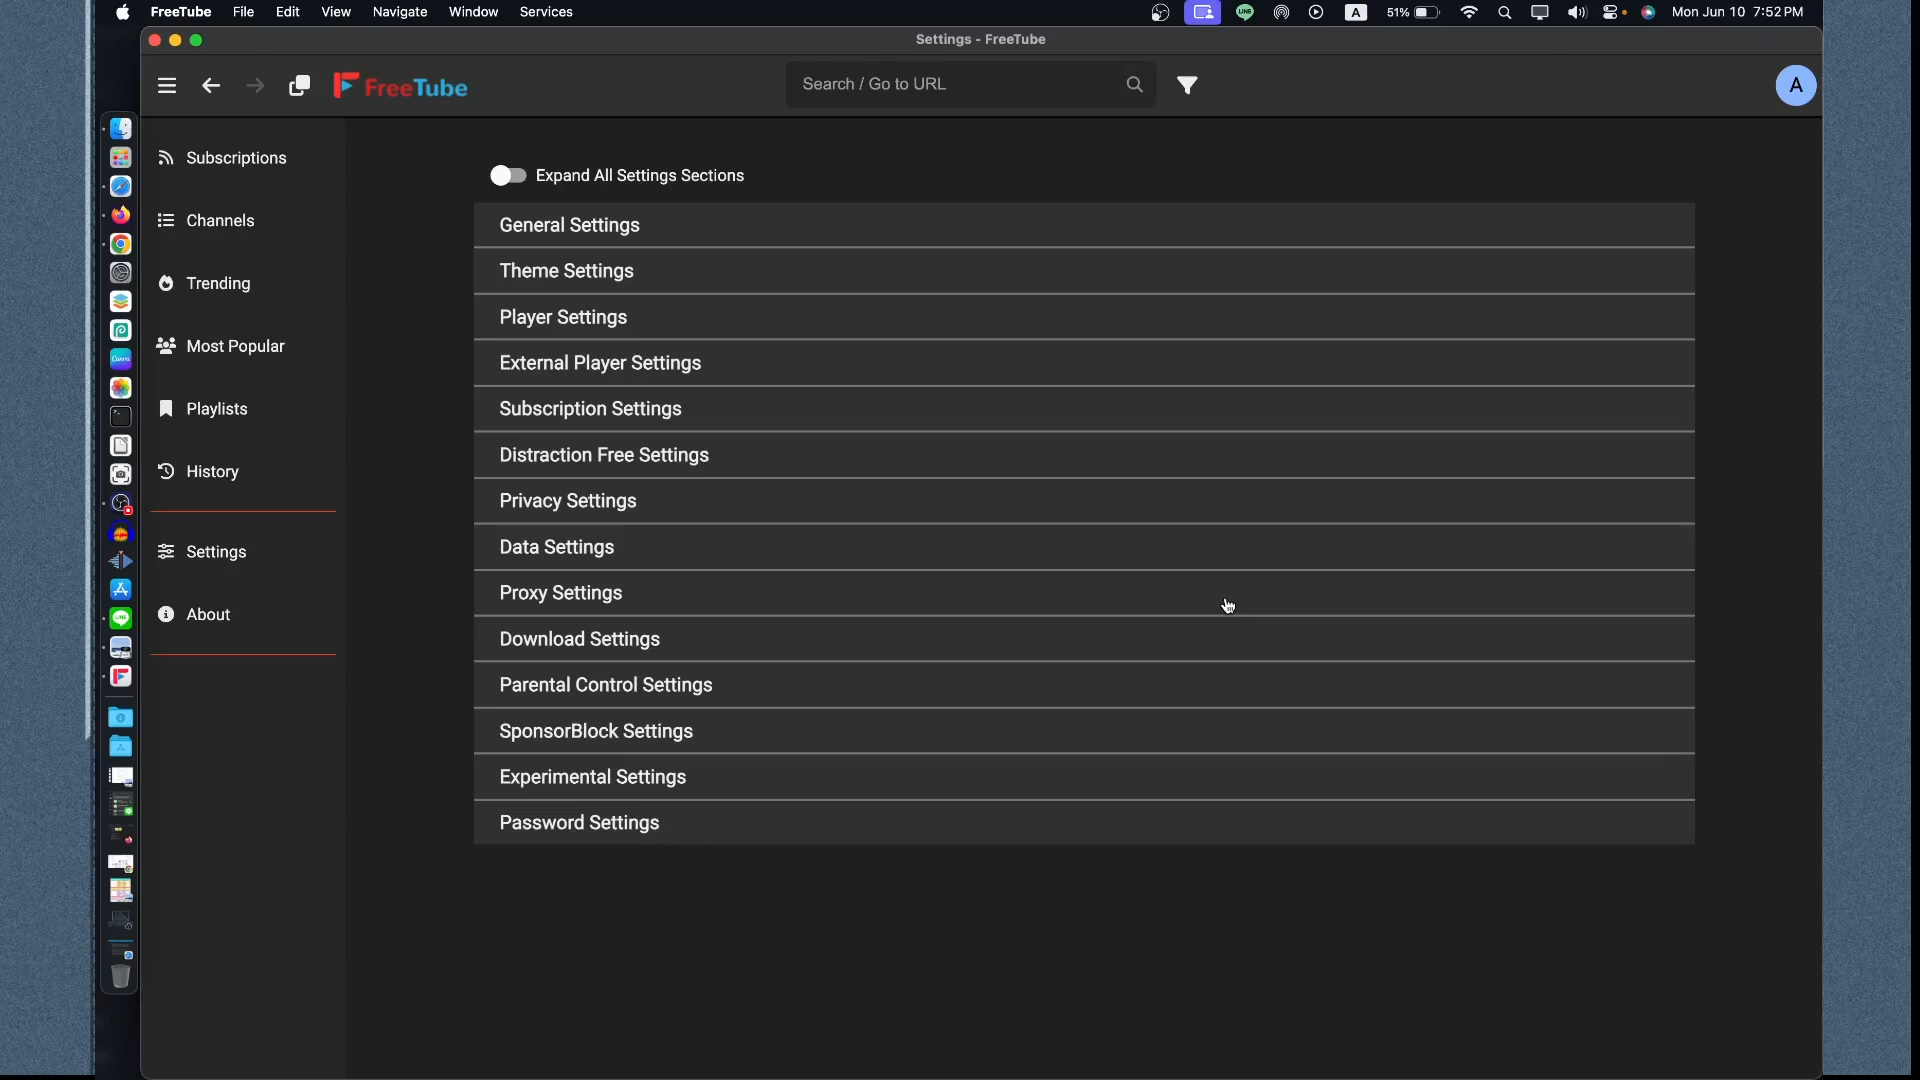 FreeTube File Edit View Navigate Window Services
LINE A 51% Mon Jun 10 7:52 PM
Settings - FreeTube
FreeTube
Search / Go to URL
A
Subscriptions
Channels
Trending
Most Popular
Playlists
History
Settings
About
Expand All Settings Sections
General Settings
Theme Settings
Player Settings
External Player Settings
Subscription Settings
Distraction Free Settings
Privacy Settings
Data Settings
Proxy Settings
Download Settings
Parental Control Settings
SponsorBlock Settings
Experimental Settings
Password Settings
Canva
LINE